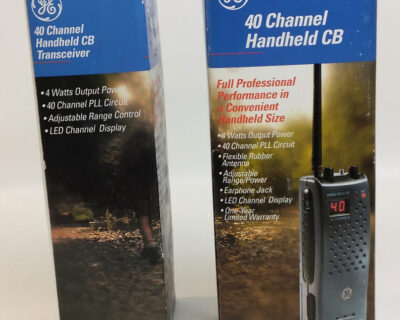 GE
40 Channel
Handheld CB
Transceiver
• 4 Watts Output Power
• 40 Channel PLL Circuit
• Adjustable Range Control
• LED Channel Display
GE
40 Channel
Handheld CB
Full Professional
Performance in
a Convenient
Handheld Size
• 4 Watts Output Power
• 40 Channel PLL Circuit
• Flexible Rubber
Antenna
• Adjustable
Range/Power
• Earphone Jack
• LED Channel Display
• One-Year
Limited Warranty
40
GE